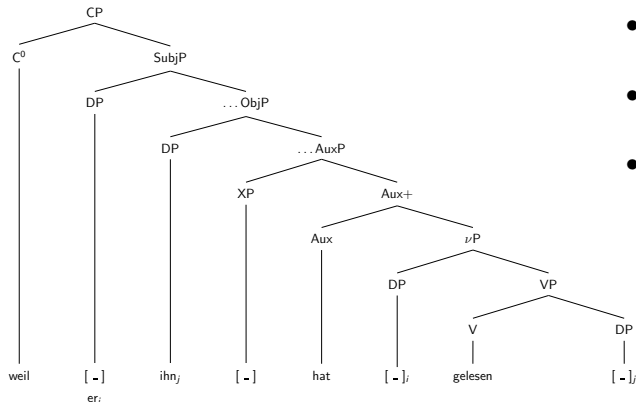 CP
C⁰ SubjP
DP …ObjP
DP …AuxP
XP Aux+
Aux νP
DP VP
V DP
weil [ - ] ihnⱼ [ - ] hat [ - ]ᵢ gelesen [ - ]ⱼ
erᵢ
•
•
•